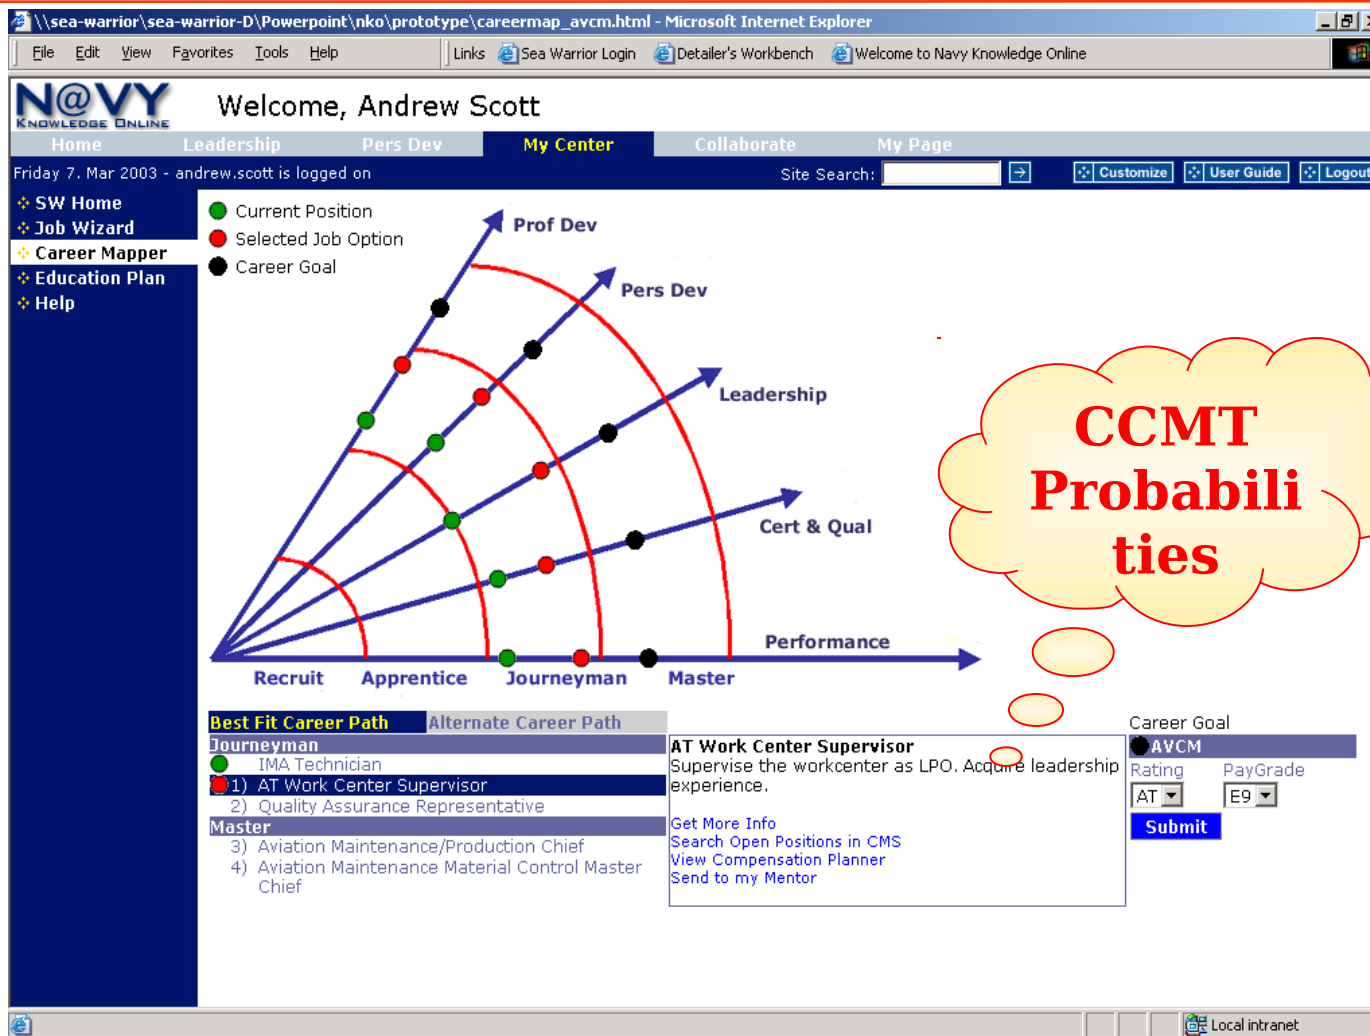 \\sea-warrior\sea-warrior-D\Powerpoint\nko\prototype\careermap_avcm.html - Microsoft Internet Explorer
File Edit View Favorites Tools Help Links Sea Warrior Login Detailer's Workbench Welcome to Navy Knowledge Online
N@VY
KNOWLEDGE ONLINE
Welcome, Andrew Scott
Home Leadership Pers Dev My Center Collaborate My Page
Friday 7. Mar 2003 - andrew.scott is logged on Site Search: Customize User Guide Logout
SW Home
Job Wizard
Career Mapper
Education Plan
Help
Current Position
Selected Job Option
Career Goal
Prof Dev
Pers Dev
Leadership
Cert & Qual
Performance
Recruit Apprentice Journeyman Master
CCMT
Probabili
ties
Best Fit Career Path Alternate Career Path
Journeyman
IMA Technician
1) AT Work Center Supervisor
2) Quality Assurance Representative
Master
3) Aviation Maintenance/Production Chief
4) Aviation Maintenance Material Control Master
Chief
AT Work Center Supervisor
Supervise the workcenter as LPO. Acquire leadership
experience.
Get More Info
Search Open Positions in CMS
View Compensation Planner
Send to my Mentor
Career Goal
AVCM
Rating PayGrade
AT E9
Submit
Local intranet